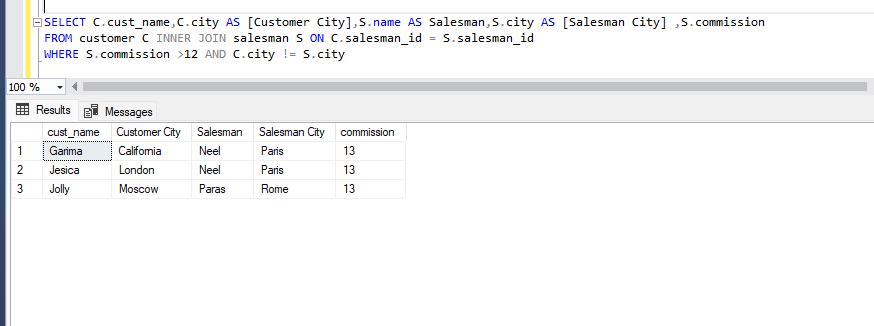 SELECT C.cust_name,C.city AS [Customer City],S.name AS Salesman,S.city AS [Salesman City] ,S.commission
FROM customer C INNER JOIN salesman S ON C.salesman_id = S.salesman_id
WHERE S.commission >12 AND C.city != S.city
100 %
Results Messages
cust_name Customer City Salesman Salesman City commission
1 Garima California Neel Paris 13
2 Jesica London Neel Paris 13
3 Jolly Moscow Paras Rome 13